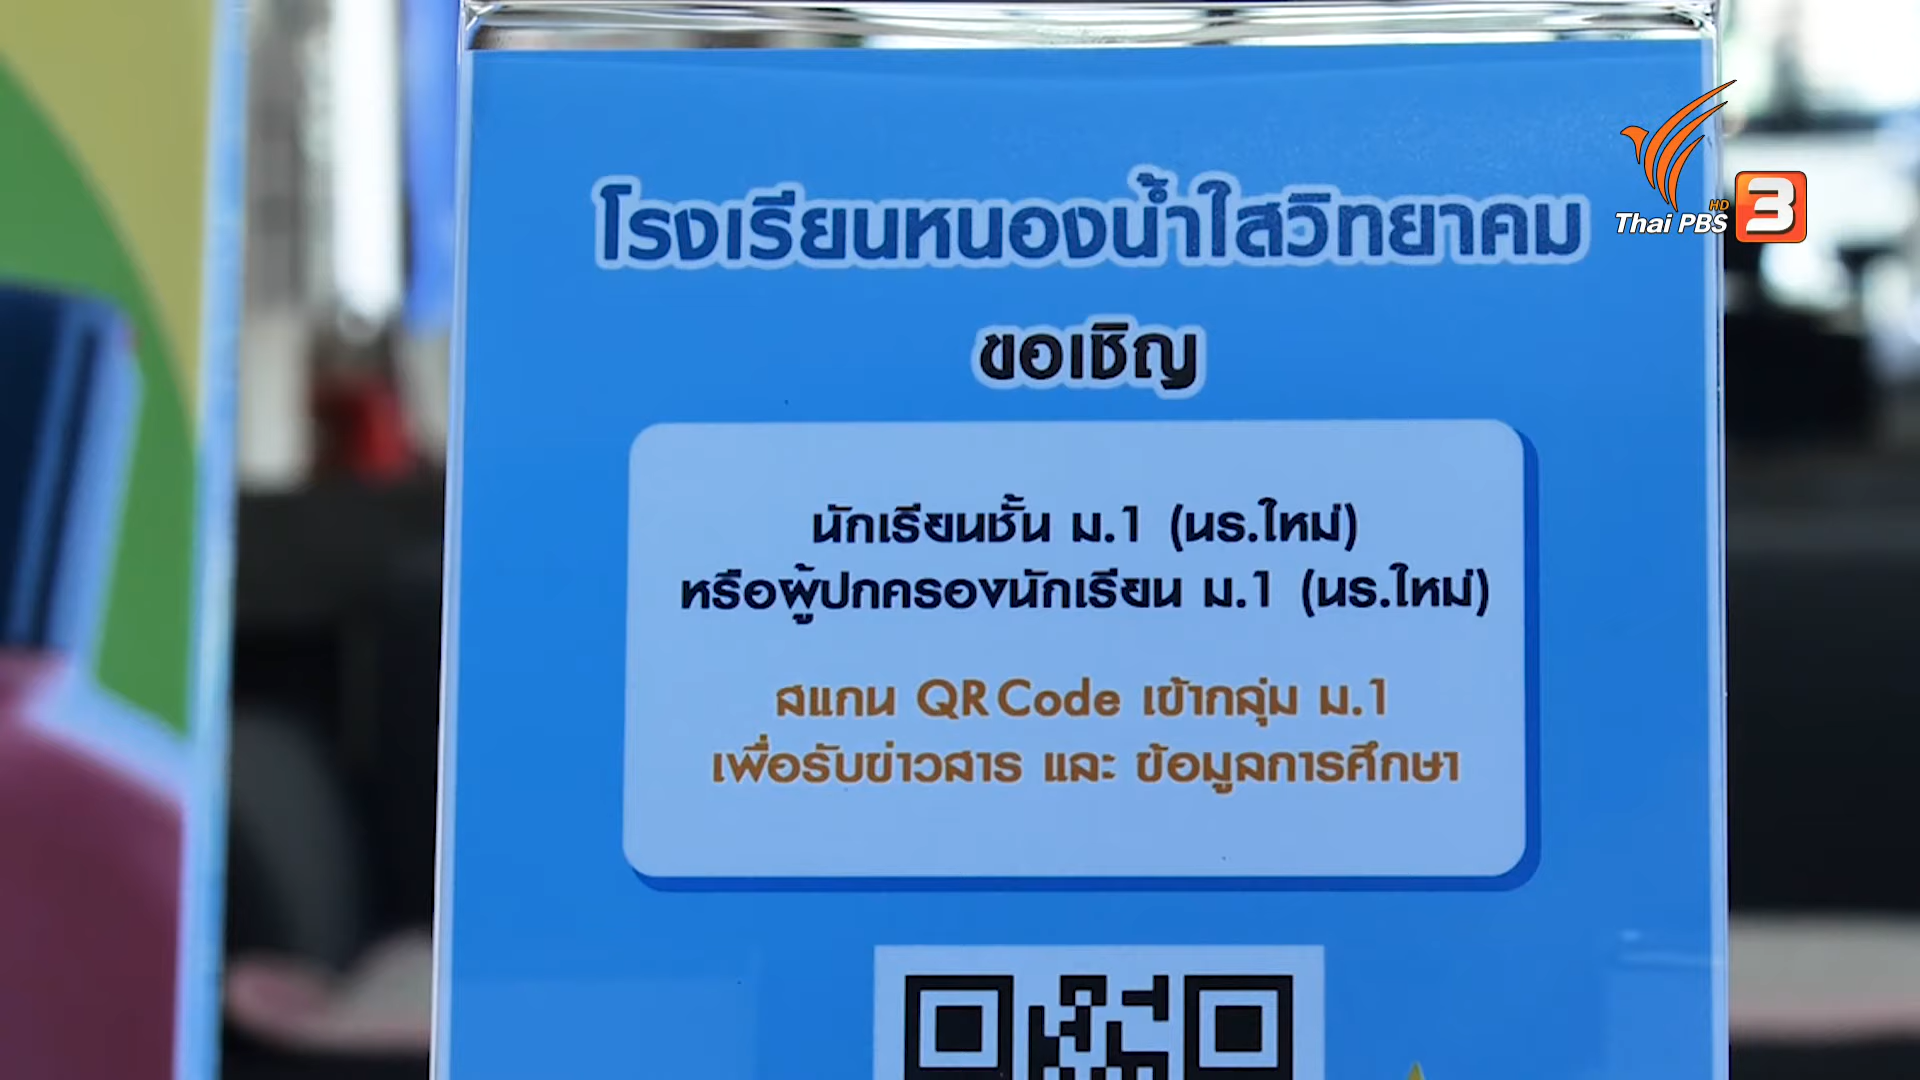 โรงเรียนหนองน้ำใสวิทยาคม
ขอเชิญ
นักเรียนชั้น ม.1 (นร.ใหม่)
หรือผู้ปกครองนักเรียน ม.1 (นร.ใหม่)
สแกน QR Code เข้ากลุ่ม ม.1
เพื่อรับข่าวสาร และ ข้อมูลการศึกษา
HD
Thai PBS 3